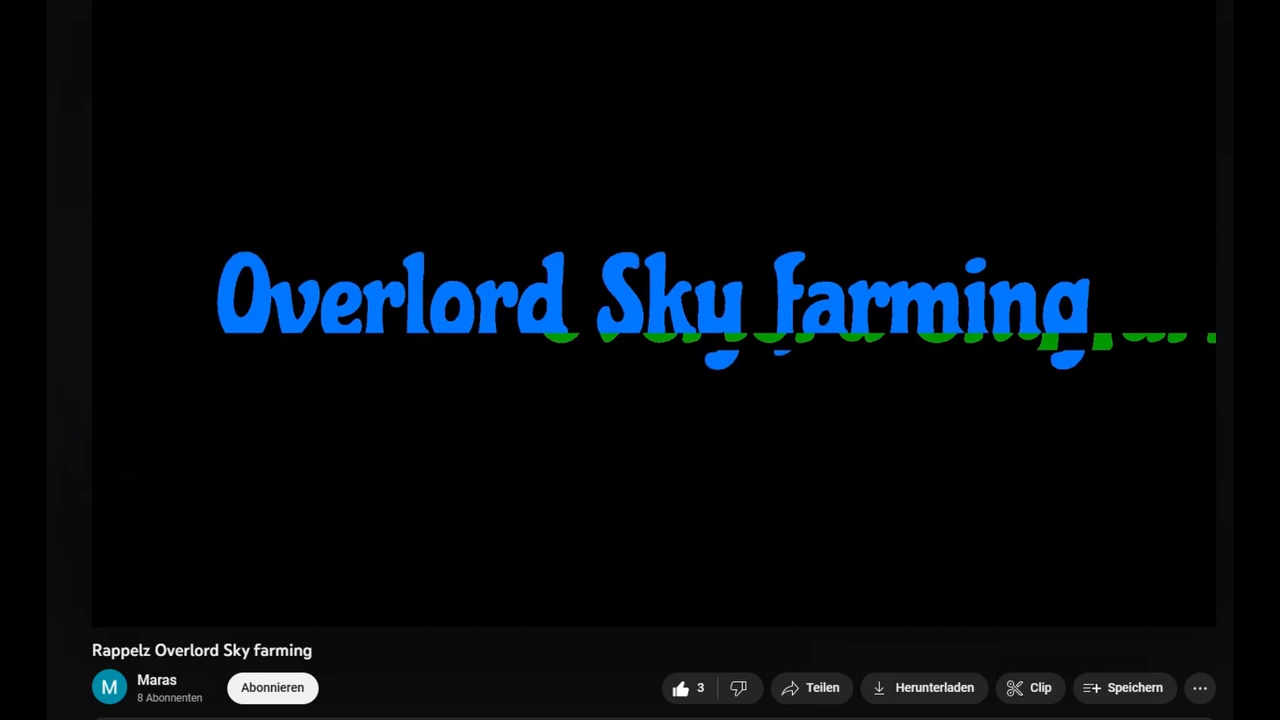 Overlord Sky farming
Rappelz Overlord Sky farming
M
Maras
8 Abonnenten
Abonnieren
3
Teilen
Herunterladen
Clip
Speichern